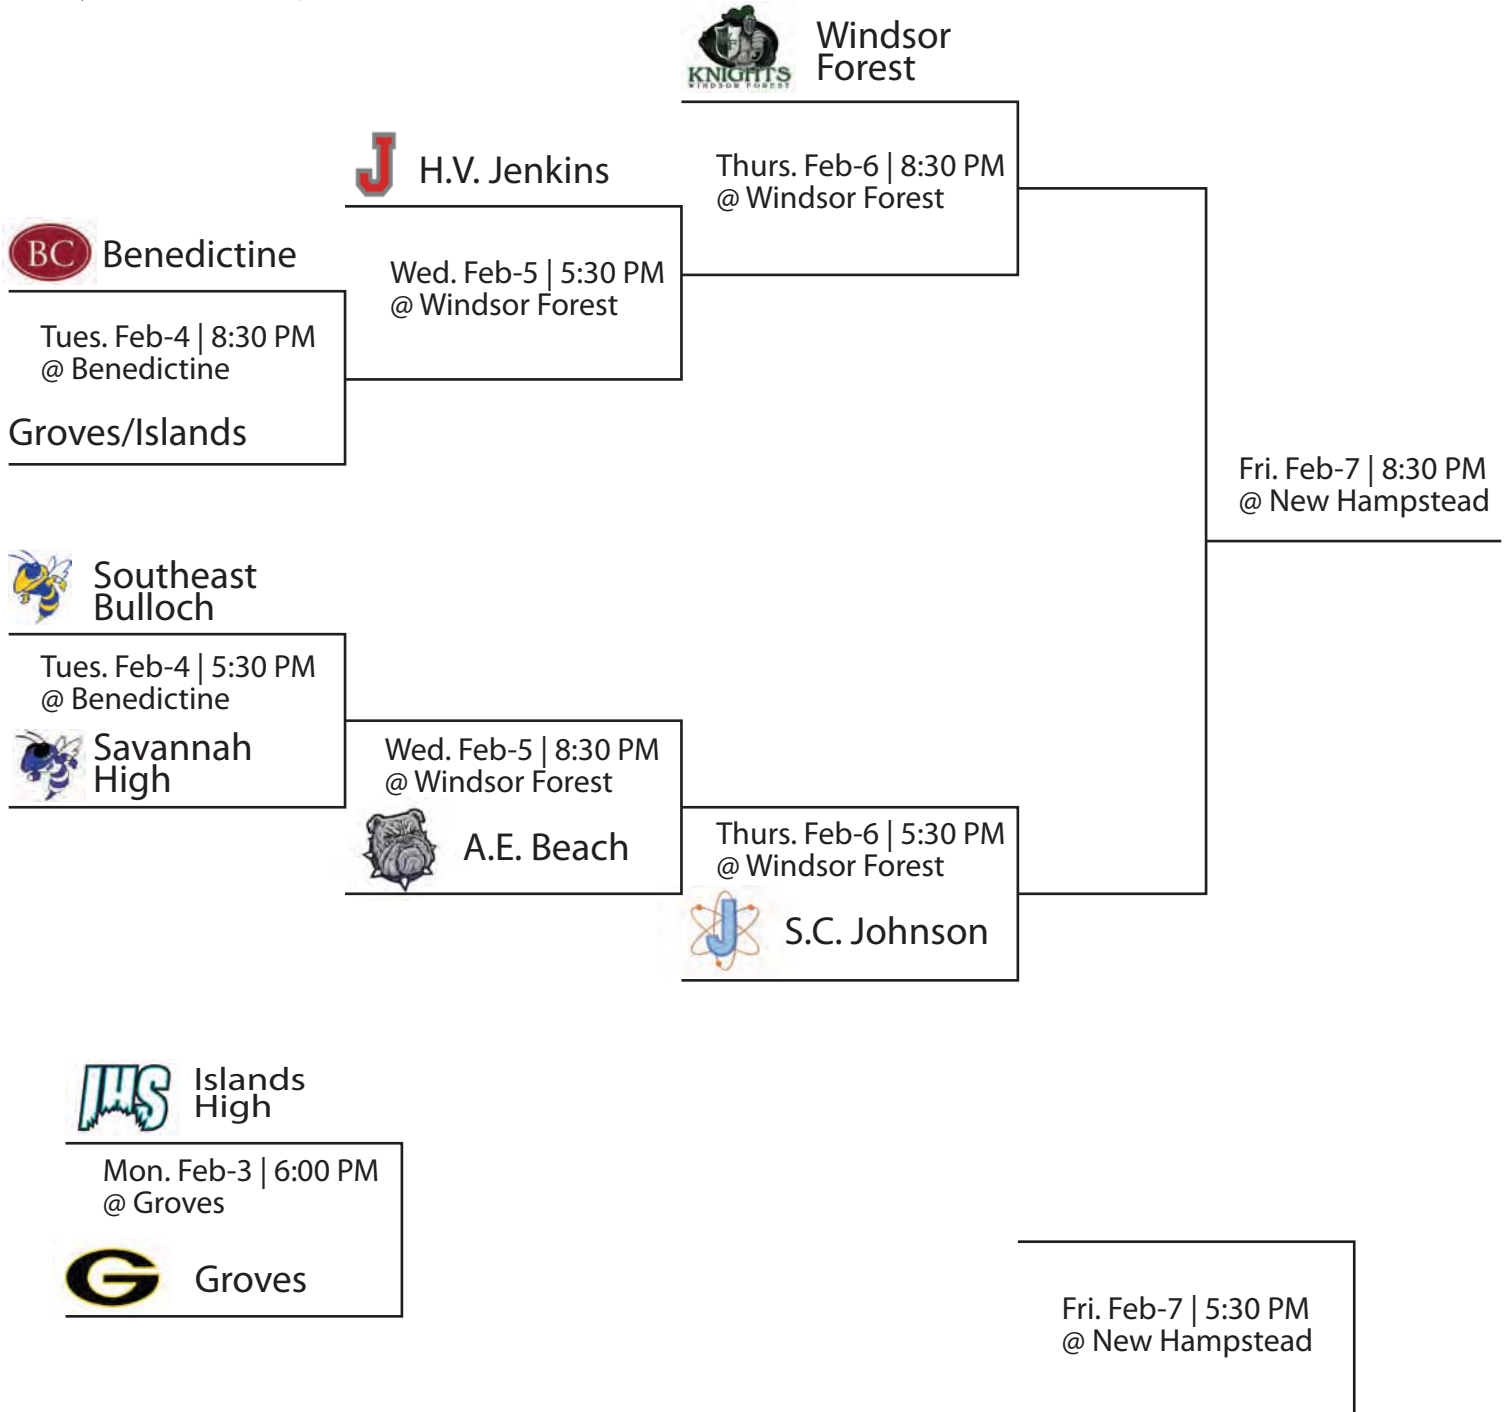 KNIGHTS
WINDSOR FOREST
Windsor
Forest
J
H.V. Jenkins
Thurs. Feb-6 | 8:30 PM
@ Windsor Forest
BC
Benedictine
Wed. Feb-5 | 5:30 PM
@ Windsor Forest
Tues. Feb-4 | 8:30 PM
@ Benedictine
Groves/Islands
Fri. Feb-7 | 8:30 PM
@ New Hampstead
Southeast
Bulloch
Tues. Feb-4 | 5:30 PM
@ Benedictine
Savannah
High
Wed. Feb-5 | 8:30 PM
@ Windsor Forest
A.E. Beach
Thurs. Feb-6 | 5:30 PM
@ Windsor Forest
J
S.C. Johnson
IHS
Islands
High
Mon. Feb-3 | 6:00 PM
@ Groves
G
Groves
Fri. Feb-7 | 5:30 PM
@ New Hampstead